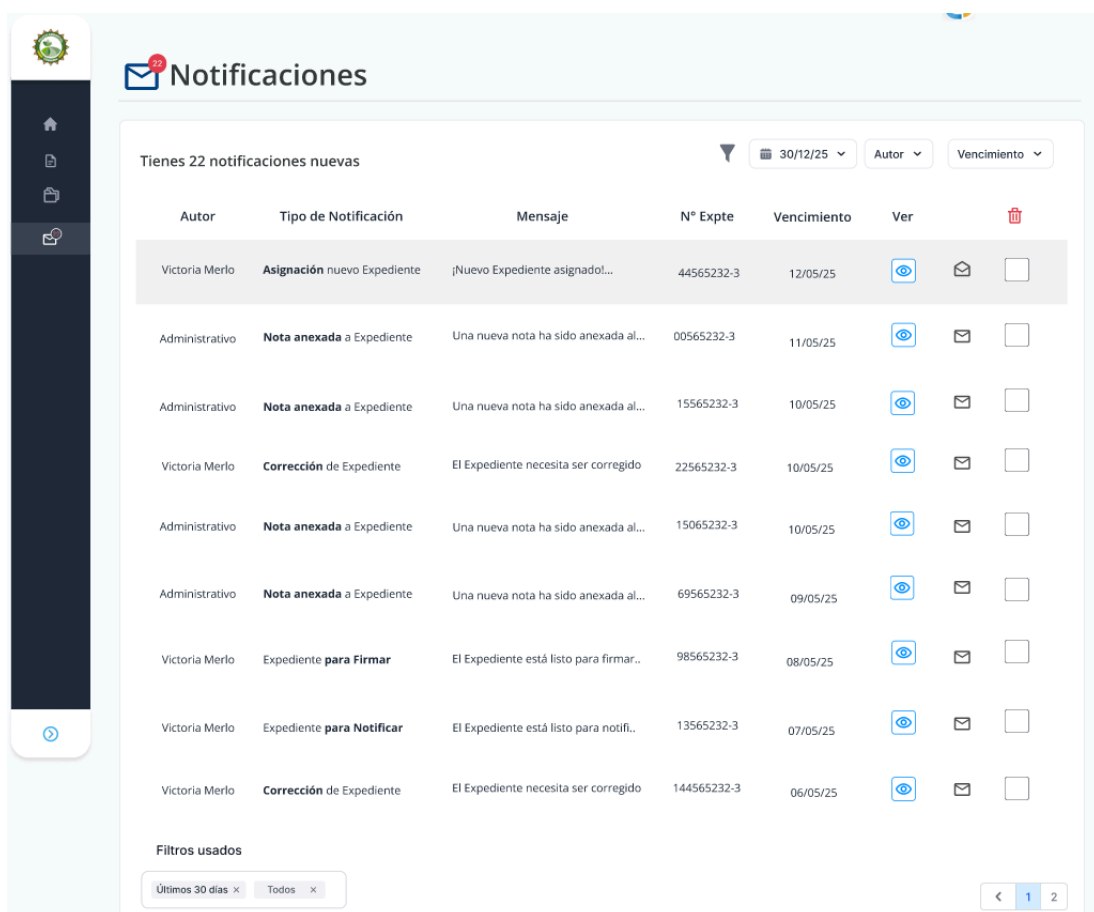 22
Notificaciones
Tienes 22 notificaciones nuevas
30/12/25
Autor
Vencimiento
Autor Tipo de Notificación Mensaje N° Expte Vencimiento Ver
Victoria Merlo Asignación nuevo Expediente ¡Nuevo Expediente asignado!... 44565232-3 12/05/25
Administrativo Nota anexada a Expediente Una nueva nota ha sido anexada al... 00565232-3 11/05/25
Administrativo Nota anexada a Expediente Una nueva nota ha sido anexada al... 15565232-3 10/05/25
Victoria Merlo Corrección de Expediente El Expediente necesita ser corregido 22565232-3 10/05/25
Administrativo Nota anexada a Expediente Una nueva nota ha sido anexada al... 15065232-3 10/05/25
Administrativo Nota anexada a Expediente Una nueva nota ha sido anexada al... 69565232-3 09/05/25
Victoria Merlo Expediente para Firmar El Expediente está listo para firmar.. 98565232-3 08/05/25
Victoria Merlo Expediente para Notificar El Expediente está listo para notifi.. 13565232-3 07/05/25
Victoria Merlo Corrección de Expediente El Expediente necesita ser corregido 144565232-3 06/05/25
Filtros usados
Últimos 30 días × Todos ×
1 2